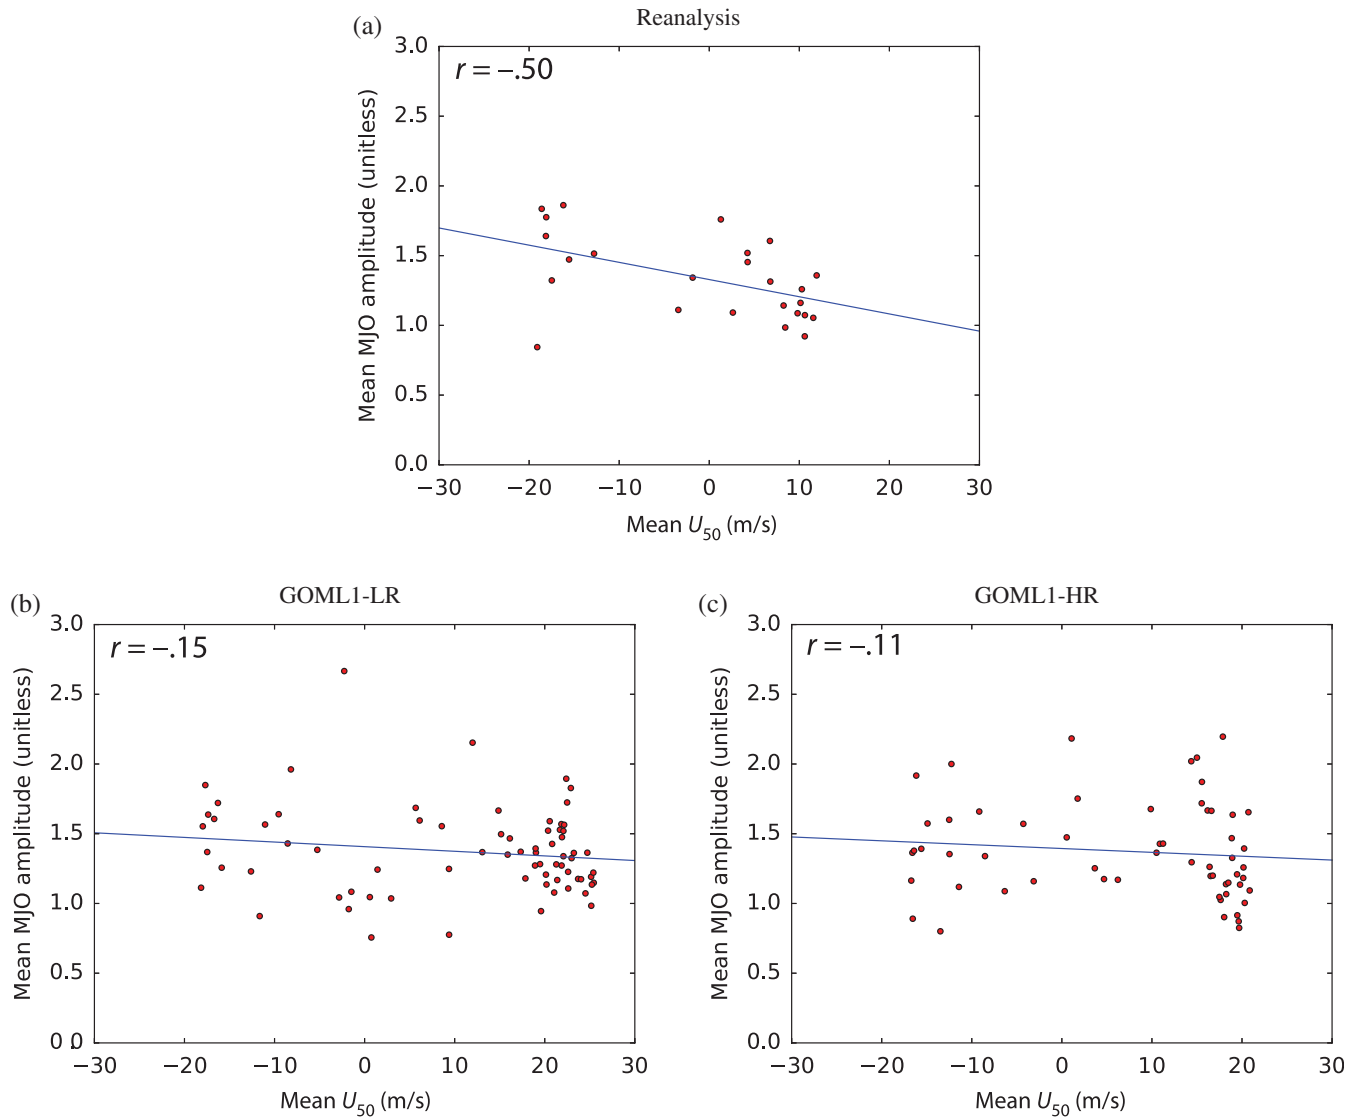 (a)
Reanalysis
r = –.50
3.0
2.5
2.0
1.5
1.0
0.5
0.0
Mean MJO amplitude (unitless)
−30 −20 −10 0 10 20 30
Mean U50 (m/s)
(b)
GOML1-LR
r = –.15
3.0
2.5
2.0
1.5
1.0
0.5
0.0
Mean MJO amplitude (unitless)
−30 −20 −10 0 10 20 30
Mean U50 (m/s)
(c)
GOML1-HR
r = –.11
3.0
2.5
2.0
1.5
1.0
0.5
0.0
Mean MJO amplitude (unitless)
−30 −20 −10 0 10 20 30
Mean U50 (m/s)